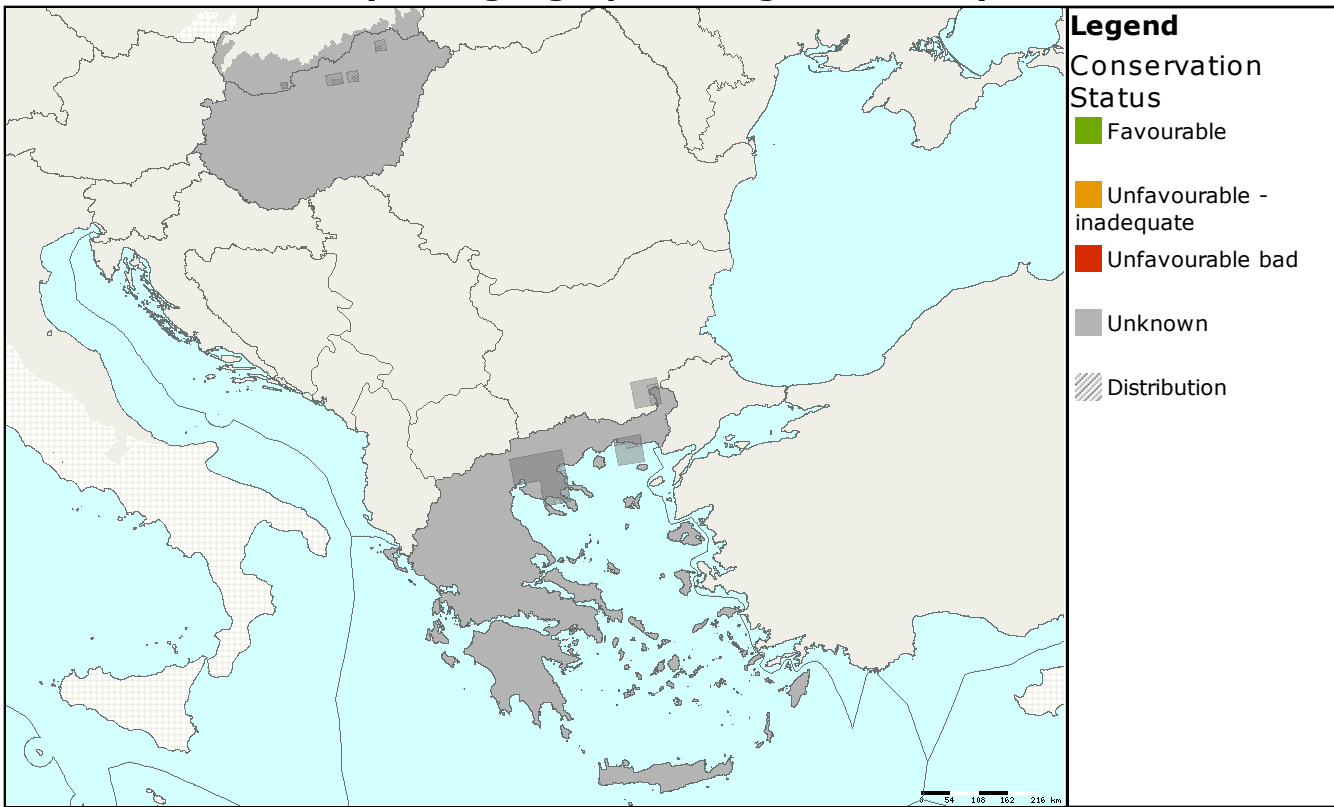 Legend
Conservation
Status
Favourable
Unfavourable -
inadequate
Unfavourable bad
Unknown
Distribution
0 54 108 162 216 km